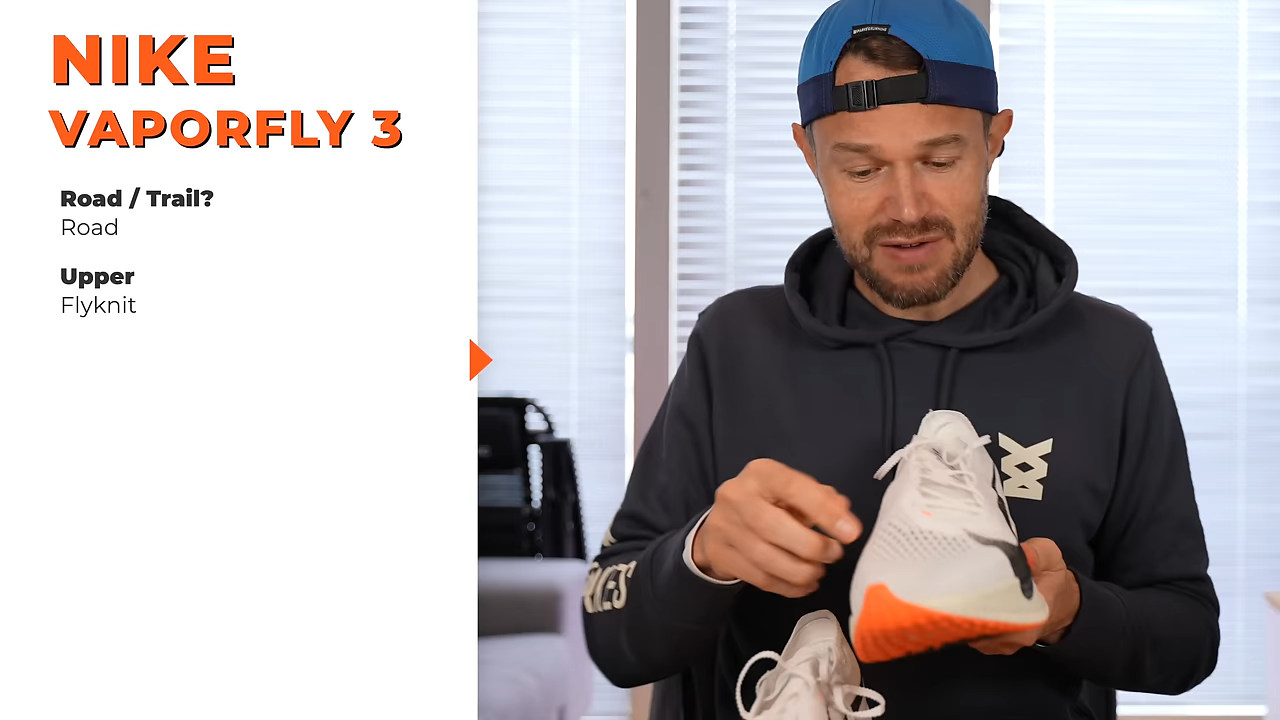 NIKE
VAPORFLY 3
Road / Trail?
Road
Upper
Flyknit